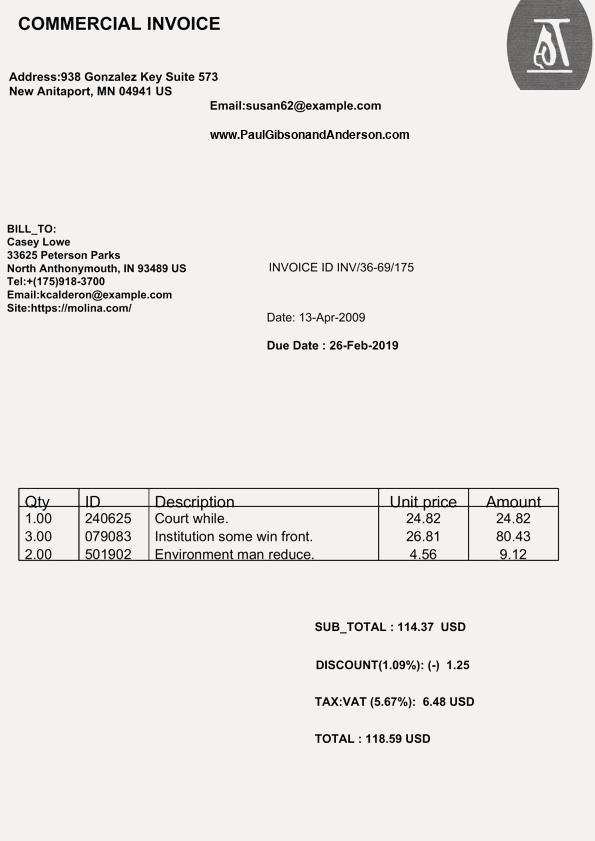 COMMERCIAL INVOICE
Address:938 Gonzalez Key Suite 573
New Anitaport, MN 04941 US
Email:susan62@example.com
www.PaulGibsonandAnderson.com
BILL_TO:
Casey Lowe
33625 Peterson Parks
North Anthonymouth, IN 93489 US
Tel:+(175)918-3700
Email:kcalderon@example.com
Site:https://molina.com/
INVOICE ID INV/36-69/175
Date: 13-Apr-2009
Due Date : 26-Feb-2019
Qty ID Description Unit price Amount
1.00 240625 Court while. 24.82 24.82
3.00 079083 Institution some win front. 26.81 80.43
2.00 501902 Environment man reduce. 4.56 9.12
SUB_TOTAL : 114.37 USD
DISCOUNT(1.09%): (-) 1.25
TAX:VAT (5.67%): 6.48 USD
TOTAL : 118.59 USD